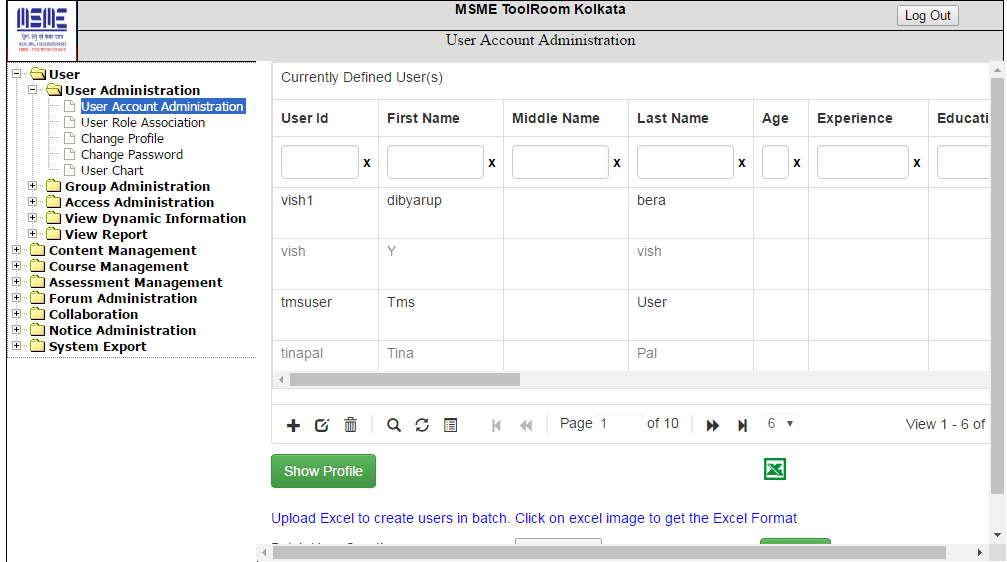 MSME ToolRoom Kolkata
Log Out
User Account Administration
MSME
User
User Administration
User Account Administration
User Role Association
Change Profile
Change Password
User Chart
Group Administration
Access Administration
View Dynamic Information
View Report
Content Management
Course Management
Assessment Management
Forum Administration
Collaboration
Notice Administration
System Export
Currently Defined User(s)
User Id First Name Middle Name Last Name Age Experience Educati
x x x x x x
vish1 dibyarup bera
vish Y vish
tmsuser Tms User
tinapal Tina Pal
Page 1 of 10 6 View 1 - 6 of
Show Profile
Upload Excel to create users in batch. Click on excel image to get the Excel Format